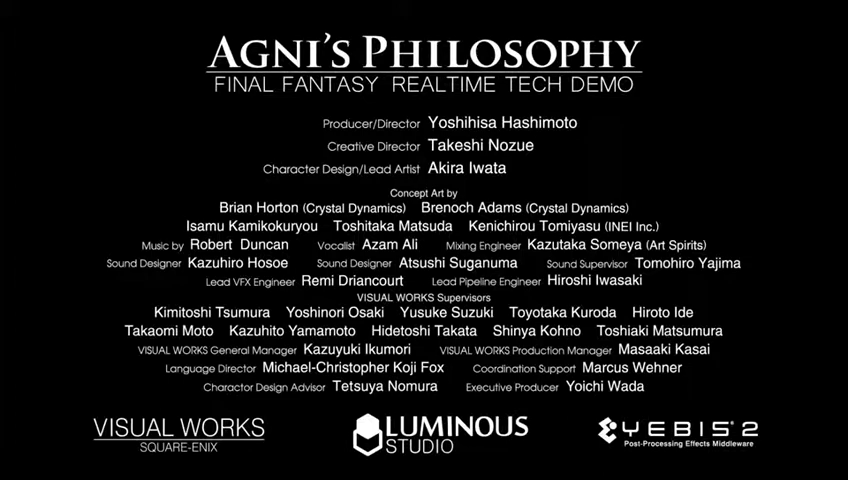 AGNI'S PHILOSOPHY
FINAL FANTASY REALTIME TECH DEMO
Producer/Director Yoshihisa Hashimoto
Creative Director Takeshi Nozue
Character Design/Lead Artist Akira Iwata
Concept Art by
Brian Horton (Crystal Dynamics) Brenoch Adams (Crystal Dynamics)
Isamu Kamikokuryou Toshitaka Matsuda Kenichirou Tomiyasu (INEI Inc.)
Music by Robert Duncan Vocalist Azam Ali Mixing Engineer Kazutaka Someya (Art Spirits)
Sound Designer Kazuhiro Hosoe Sound Designer Atsushi Suganuma Sound Supervisor Tomohiro Yajima
Lead VFX Engineer Remi Driancourt Lead Pipeline Engineer Hiroshi Iwasaki
VISUAL WORKS Supervisors
Kimitoshi Tsumura Yoshinori Osaki Yusuke Suzuki Toyotaka Kuroda Hiroto Ide
Takaomi Moto Kazuhito Yamamoto Hidetoshi Takata Shinya Kohno Toshiaki Matsumura
VISUAL WORKS General Manager Kazuyuki Ikumori VISUAL WORKS Production Manager Masaaki Kasai
Language Director Michael-Christopher Koji Fox Coordination Support Marcus Wehner
Charactor Design Advisor Tetsuya Nomura Executive Producer Yoichi Wada
VISUAL WORKS
SQUARE-ENIX
LUMINOUS
STUDIO
YEBIS® 2
Post-Processing Effects Middleware